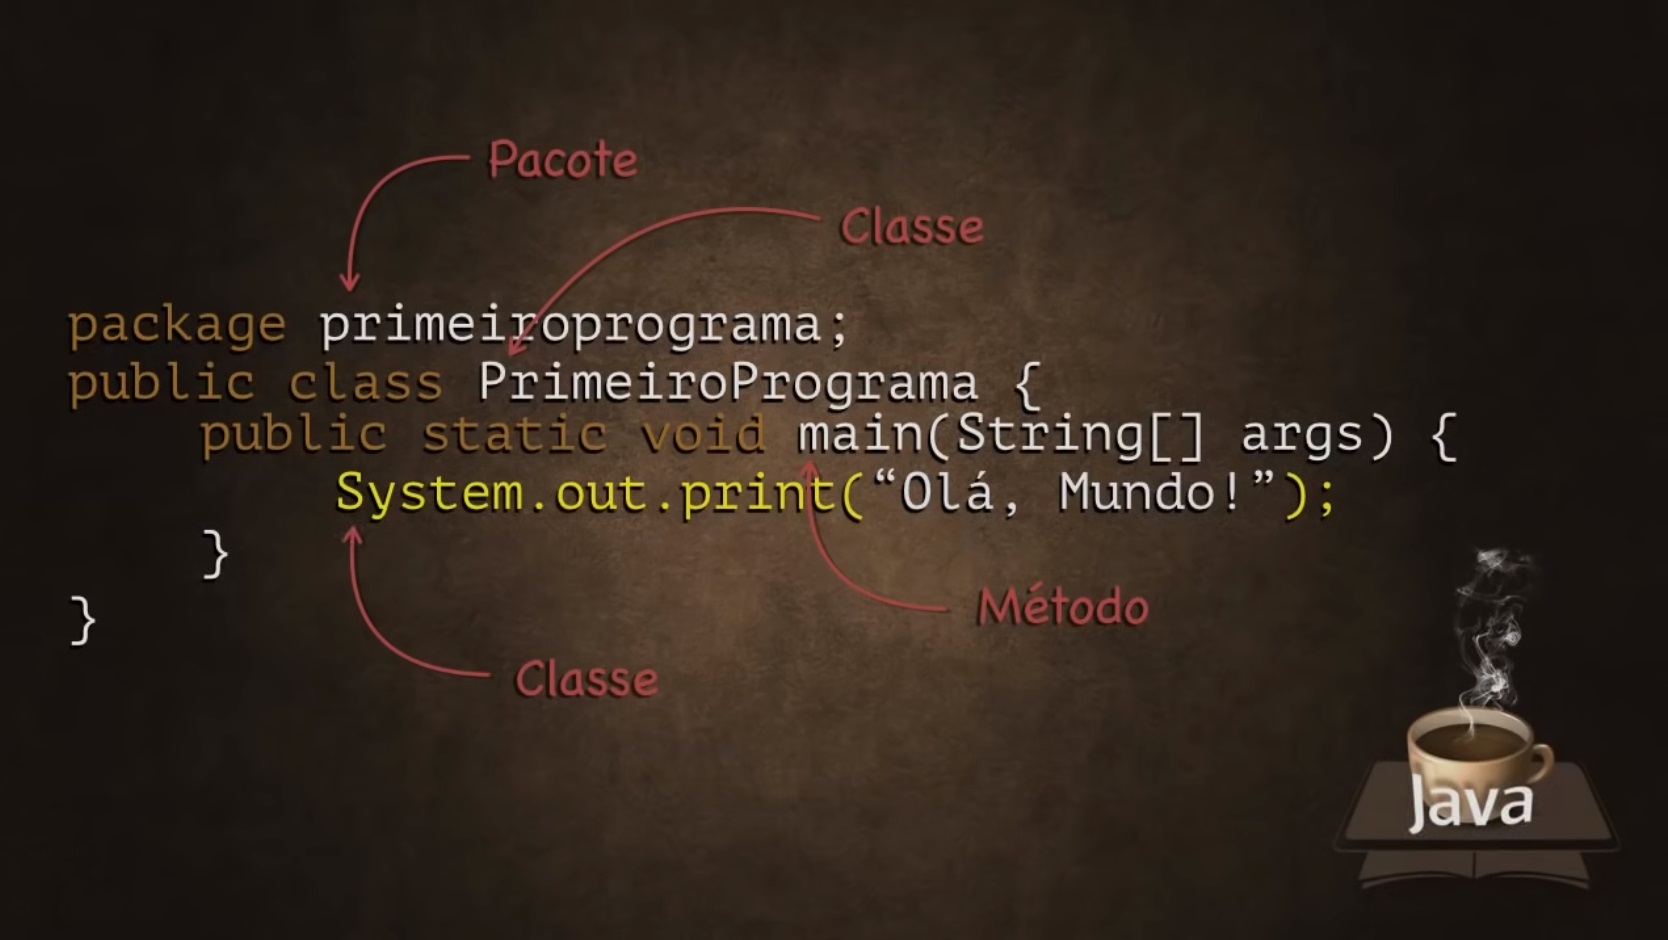 Pacote
Classe
package primeiroprograma;
public class PrimeiroPrograma {
public static void main(String[] args) {
System.out.print(“Olá, Mundo!”);
}
Método
}
Classe
Java